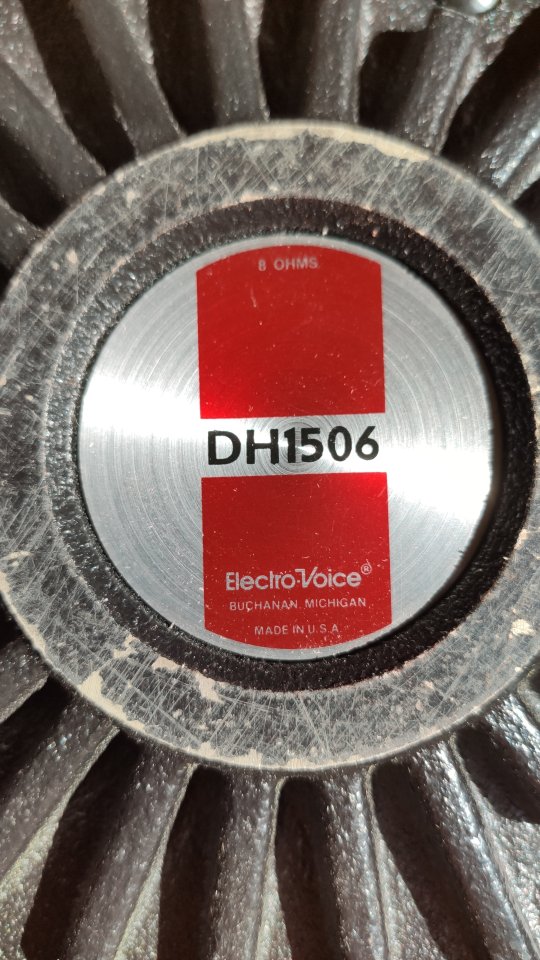 8 OHMS
DH1506
Electro-Voice®
BUCHANAN, MICHIGAN
MADE IN U.S.A.